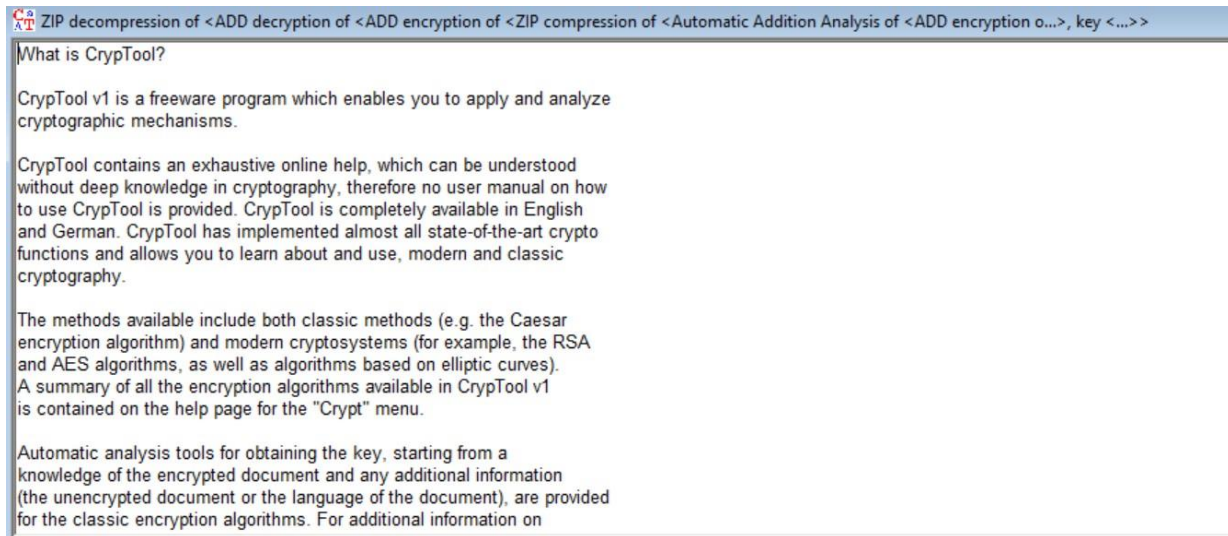 ZIP decompression of <ADD decryption of <ADD encryption of <ZIP compression of <Automatic Addition Analysis of <ADD encryption o...>, key <...>>
What is CrypTool?
CrypTool v1 is a freeware program which enables you to apply and analyze
cryptographic mechanisms.
CrypTool contains an exhaustive online help, which can be understood
without deep knowledge in cryptography, therefore no user manual on how
to use CrypTool is provided. CrypTool is completely available in English
and German. CrypTool has implemented almost all state-of-the-art crypto
functions and allows you to learn about and use, modern and classic
cryptography.
The methods available include both classic methods (e.g. the Caesar
encryption algorithm) and modern cryptosystems (for example, the RSA
and AES algorithms, as well as algorithms based on elliptic curves).
A summary of all the encryption algorithms available in CrypTool v1
is contained on the help page for the "Crypt" menu.
Automatic analysis tools for obtaining the key, starting from a
knowledge of the encrypted document and any additional information
(the unencrypted document or the language of the document), are provided
for the classic encryption algorithms. For additional information on